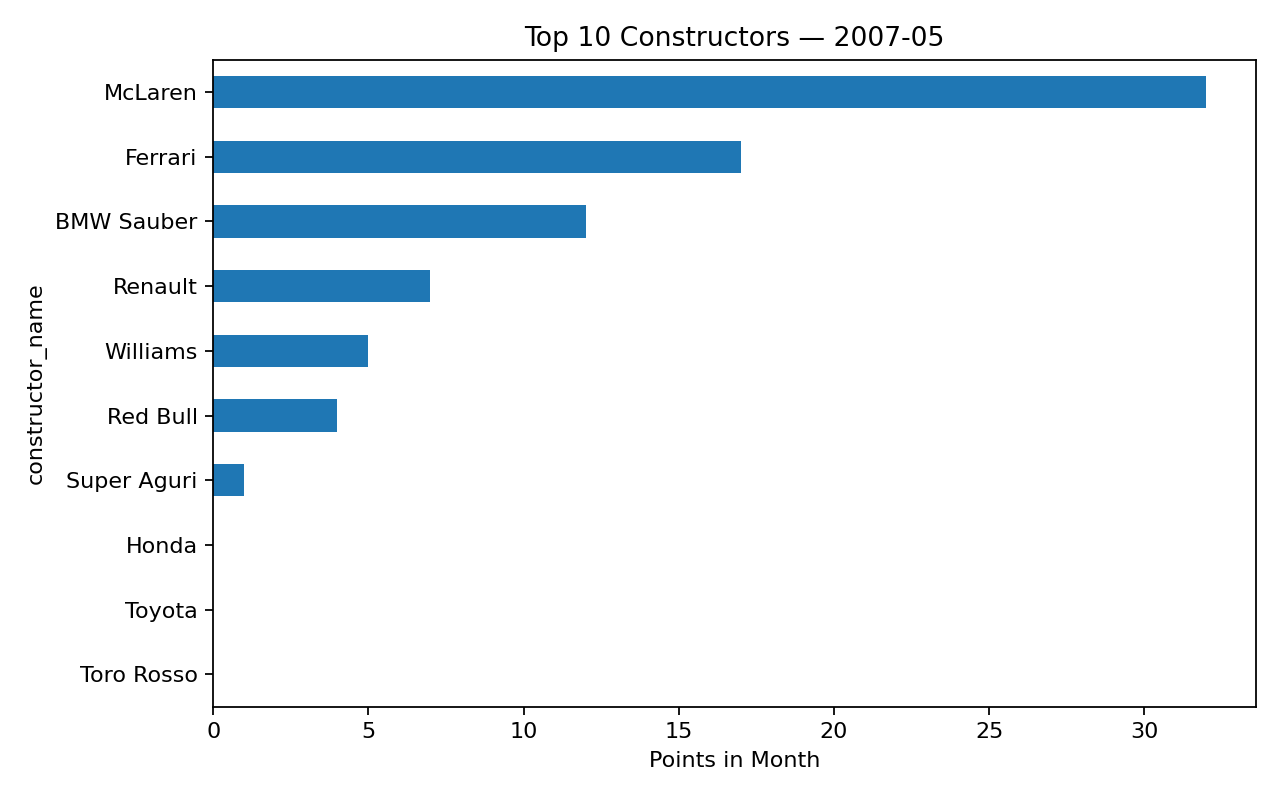 Top 10 Constructors — 2007-05
McLaren
Ferrari
BMW Sauber
Renault
Williams
Red Bull
Super Aguri
Honda
Toyota
Toro Rosso
constructor_name
0 5 10 15 20 25 30
Points in Month